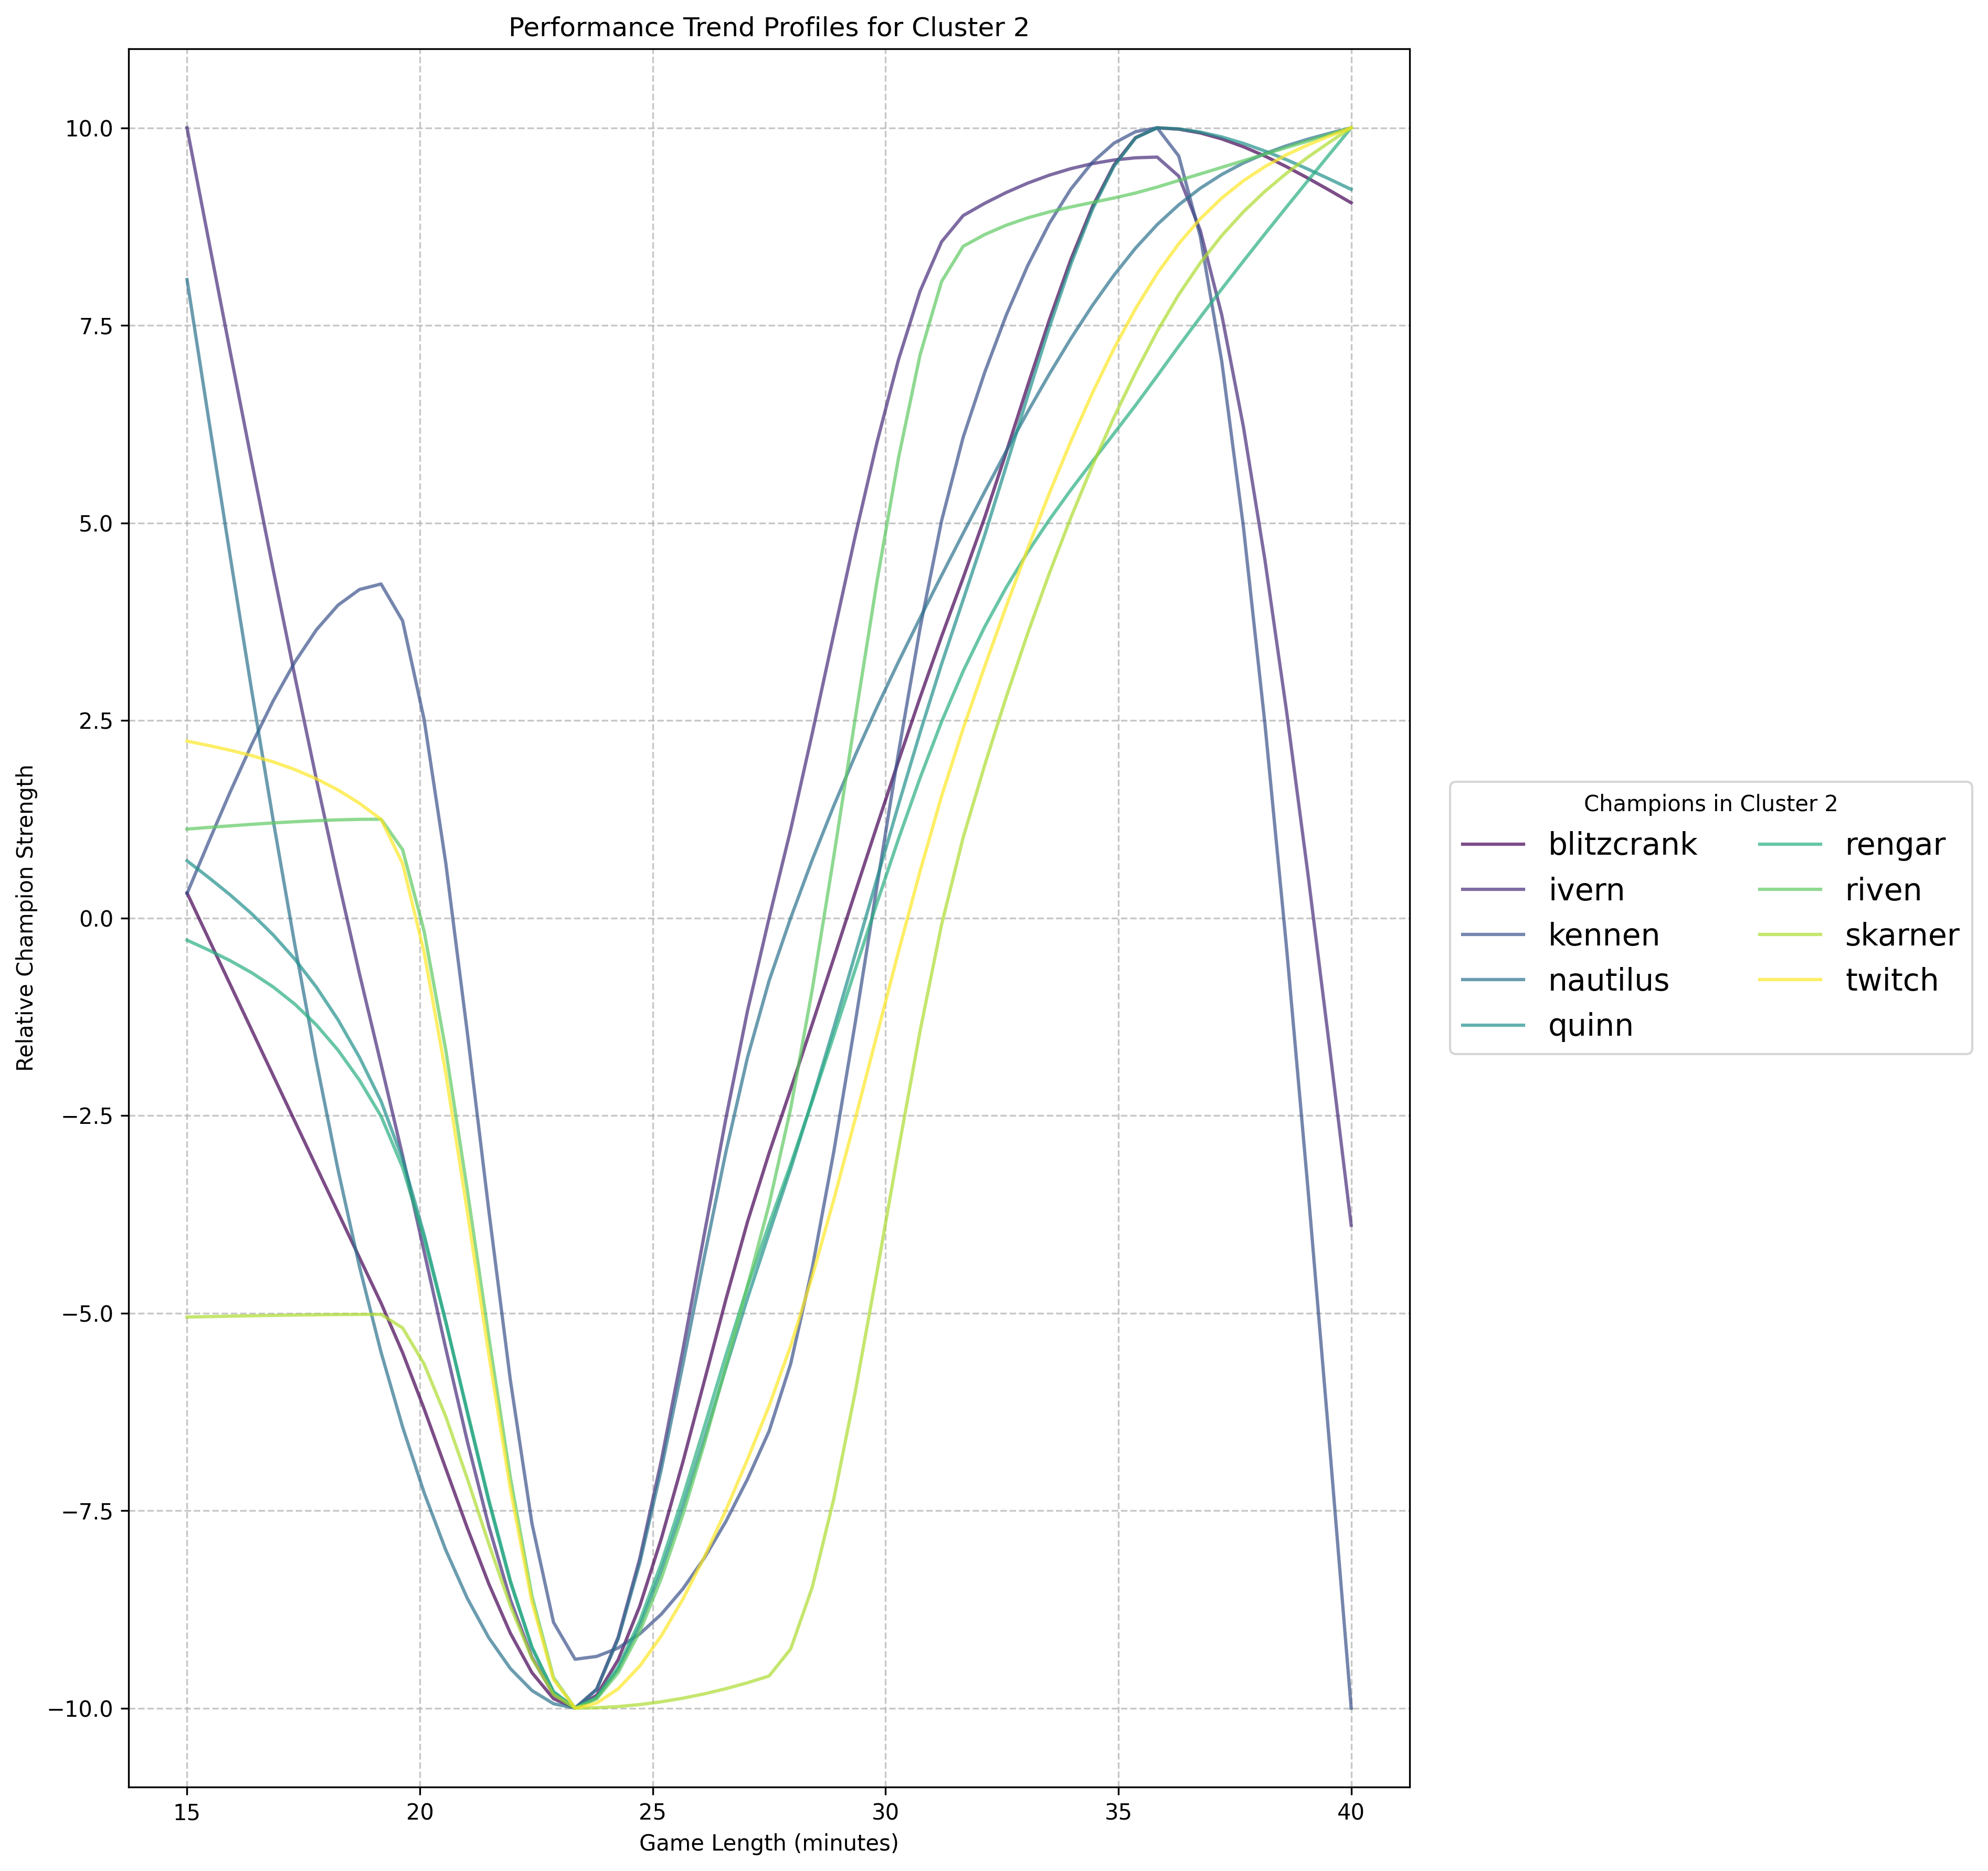 Performance Trend Profiles for Cluster 2
10.0
7.5
5.0
2.5
0.0
−2.5
−5.0
−7.5
−10.0
Relative Champion Strength
15 20 25 30 35 40
Game Length (minutes)
Champions in Cluster 2
blitzcrank rengar
ivern riven
kennen skarner
nautilus twitch
quinn